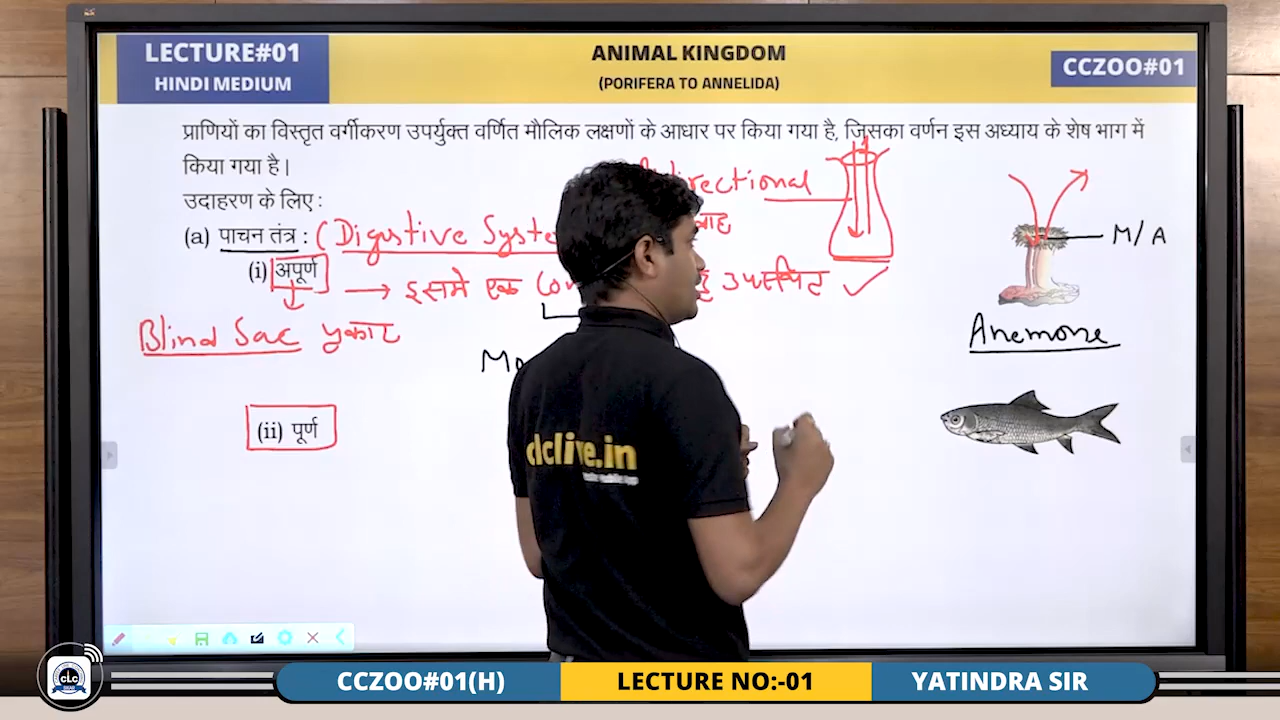 LECTURE#01
HINDI MEDIUM
ANIMAL KINGDOM
(PORIFERA TO ANNELIDA)
CCZOO#01
प्राणियों का विस्तृत वर्गीकरण उपर्युक्त वर्णित मौलिक लक्षणों के आधार पर किया गया है, जिसका वर्णन इस अध्याय के शेष भाग में
किया गया है।
उदाहरण के लिए :
(a) पाचन तंत्र : (Digestive Syste
(i) अपूर्ण
→ इसमे एक
उपस्थित ✓
M/A
Blind Sac प्रकार
Anemone
(ii) पूर्ण
clclive.in
CLC
CCZOO#01(H)
LECTURE NO:-01
YATINDRA SIR